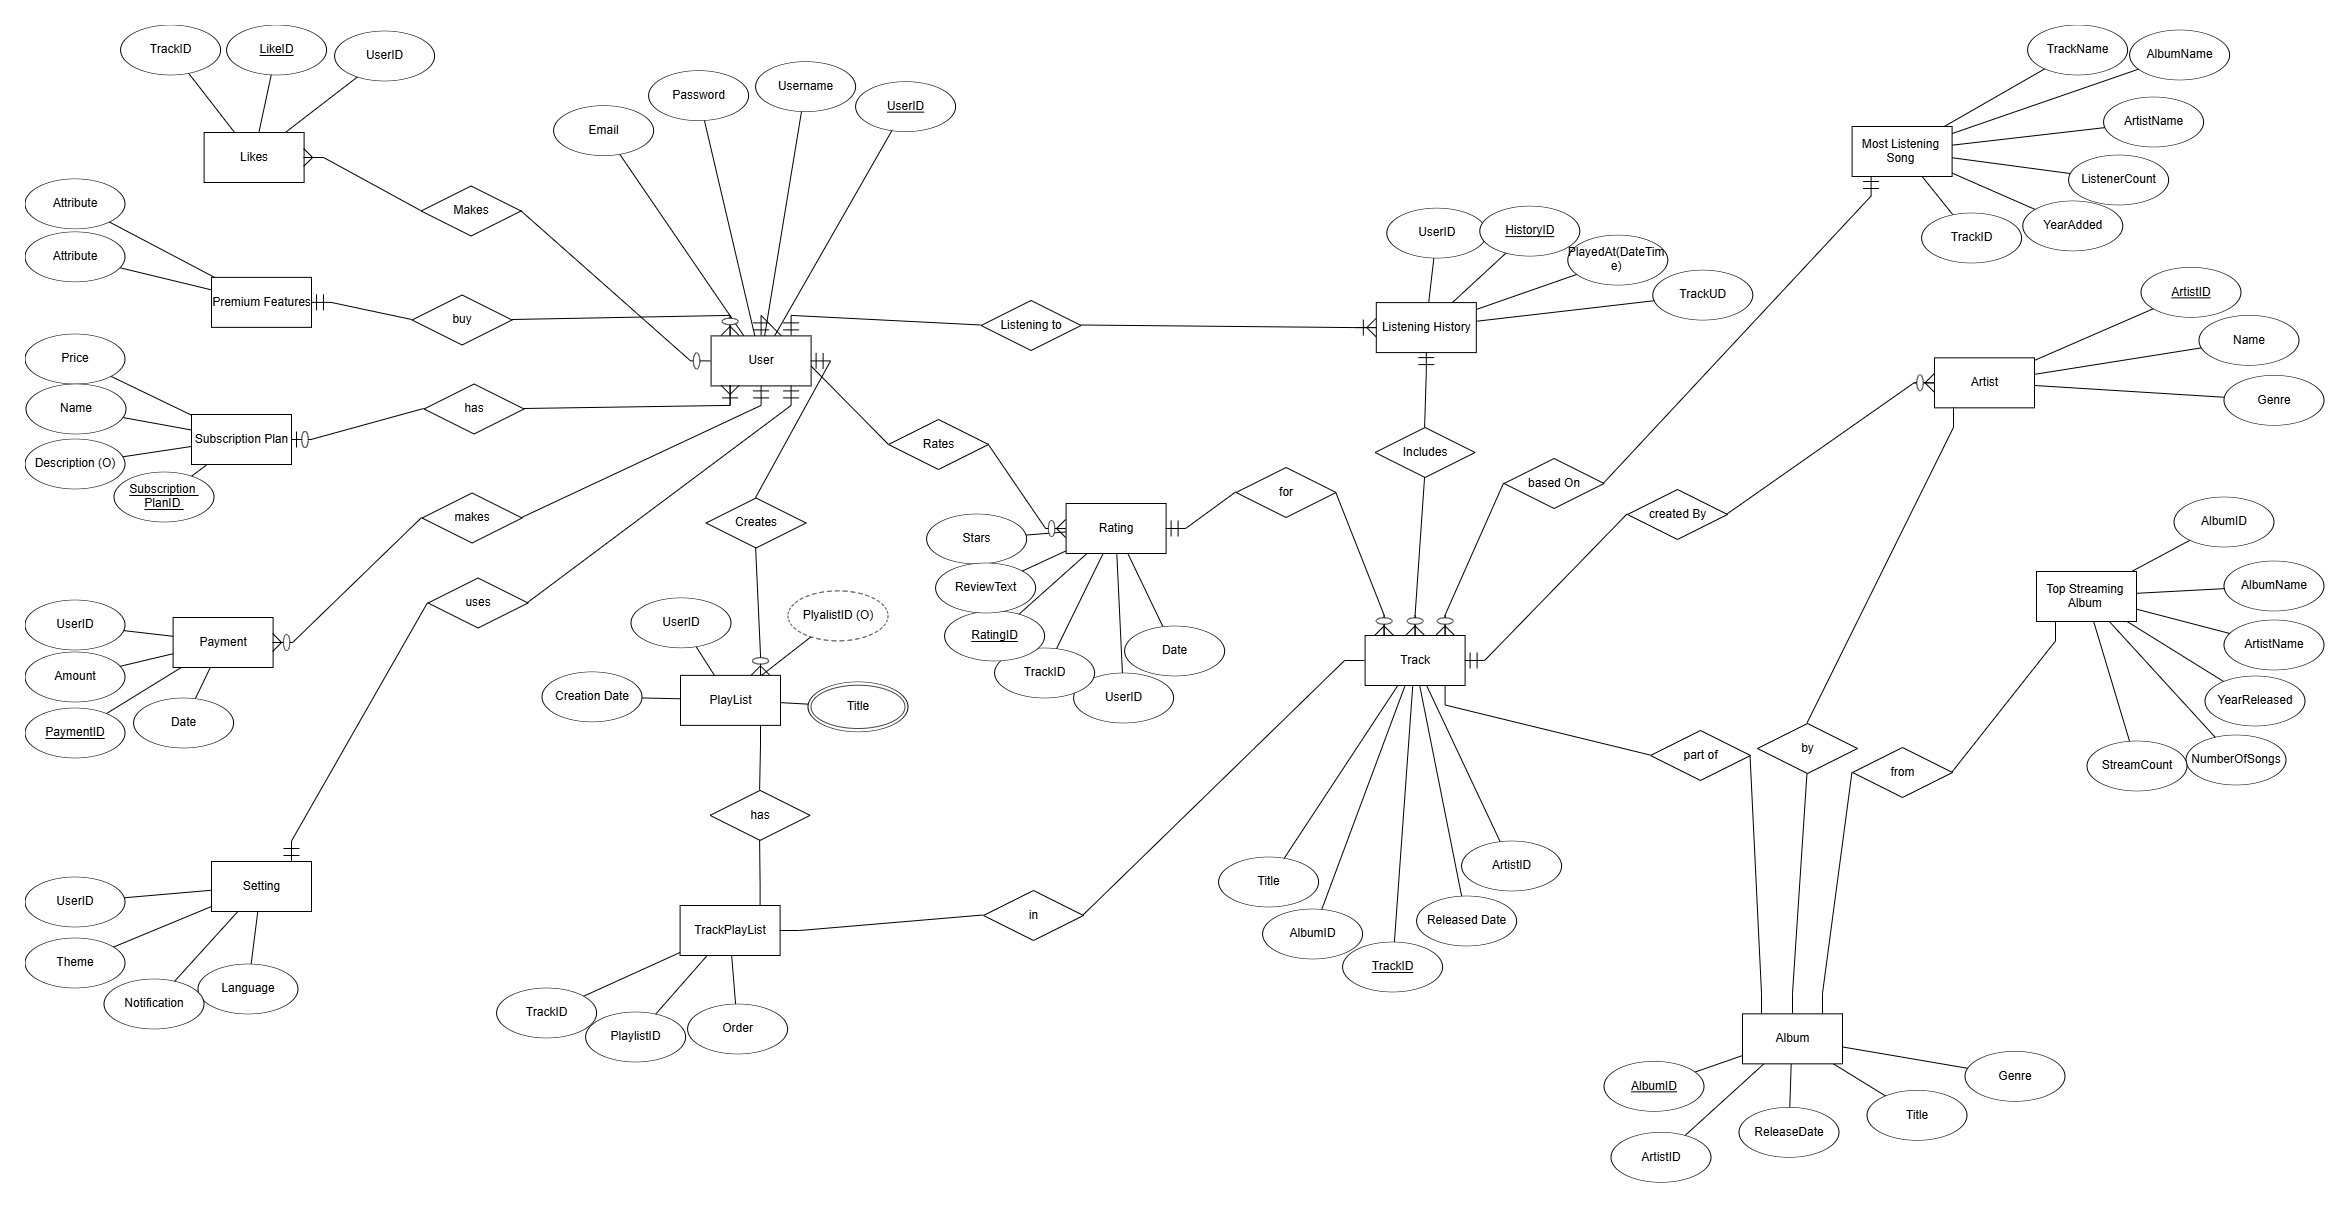 TrackID
LikeID
UserID
Likes
Makes
Attribute
Attribute
Premium Features
buy
Price
Name
Description (O)
Subscription
PlanID
Subscription Plan
has
Email
Password
Username
UserID
User
makes
UserID
Amount
PaymentID
Date
Payment
uses
Setting
UserID
Theme
Notification
Language
Creates
UserID
PlyalistID (O)
Creation Date
PlayList
Title
has
TrackPlayList
TrackID
PlaylistID
Order
in
Rates
Stars
ReviewText
RatingID
TrackID
UserID
Date
Rating
for
Listening to
UserID
HistoryID
PlayedAt(DateTim
e)
TrackUD
Listening History
Includes
based On
created By
Track
Title
AlbumID
TrackID
Released Date
ArtistID
part of
by
from
Most Listening
Song
TrackName
AlbumName
ArtistName
ListenerCount
YearAdded
TrackID
ArtistID
Name
Genre
Artist
AlbumID
AlbumName
ArtistName
YearReleased
NumberOfSongs
StreamCount
Top Streaming
Album
Album
AlbumID
ArtistID
ReleaseDate
Title
Genre